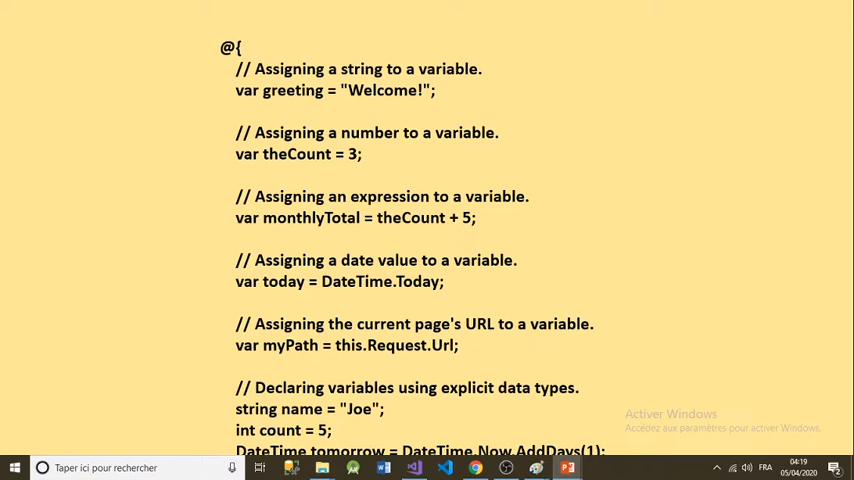 @{
// Assigning a string to a variable.
var greeting = "Welcome!";
// Assigning a number to a variable.
var theCount = 3;
// Assigning an expression to a variable.
var monthlyTotal = theCount + 5;
// Assigning a date value to a variable.
var today = DateTime.Today;
// Assigning the current page's URL to a variable.
var myPath = this.Request.Url;
// Declaring variables using explicit data types.
string name = "Joe";
int count = 5;
DateTime tomorrow = DateTime.Now.AddDays(1);
Activer Windows
Accédez aux paramètres pour activer Windows.
Taper ici pour rechercher
FRA
04:19
05/04/2020
2